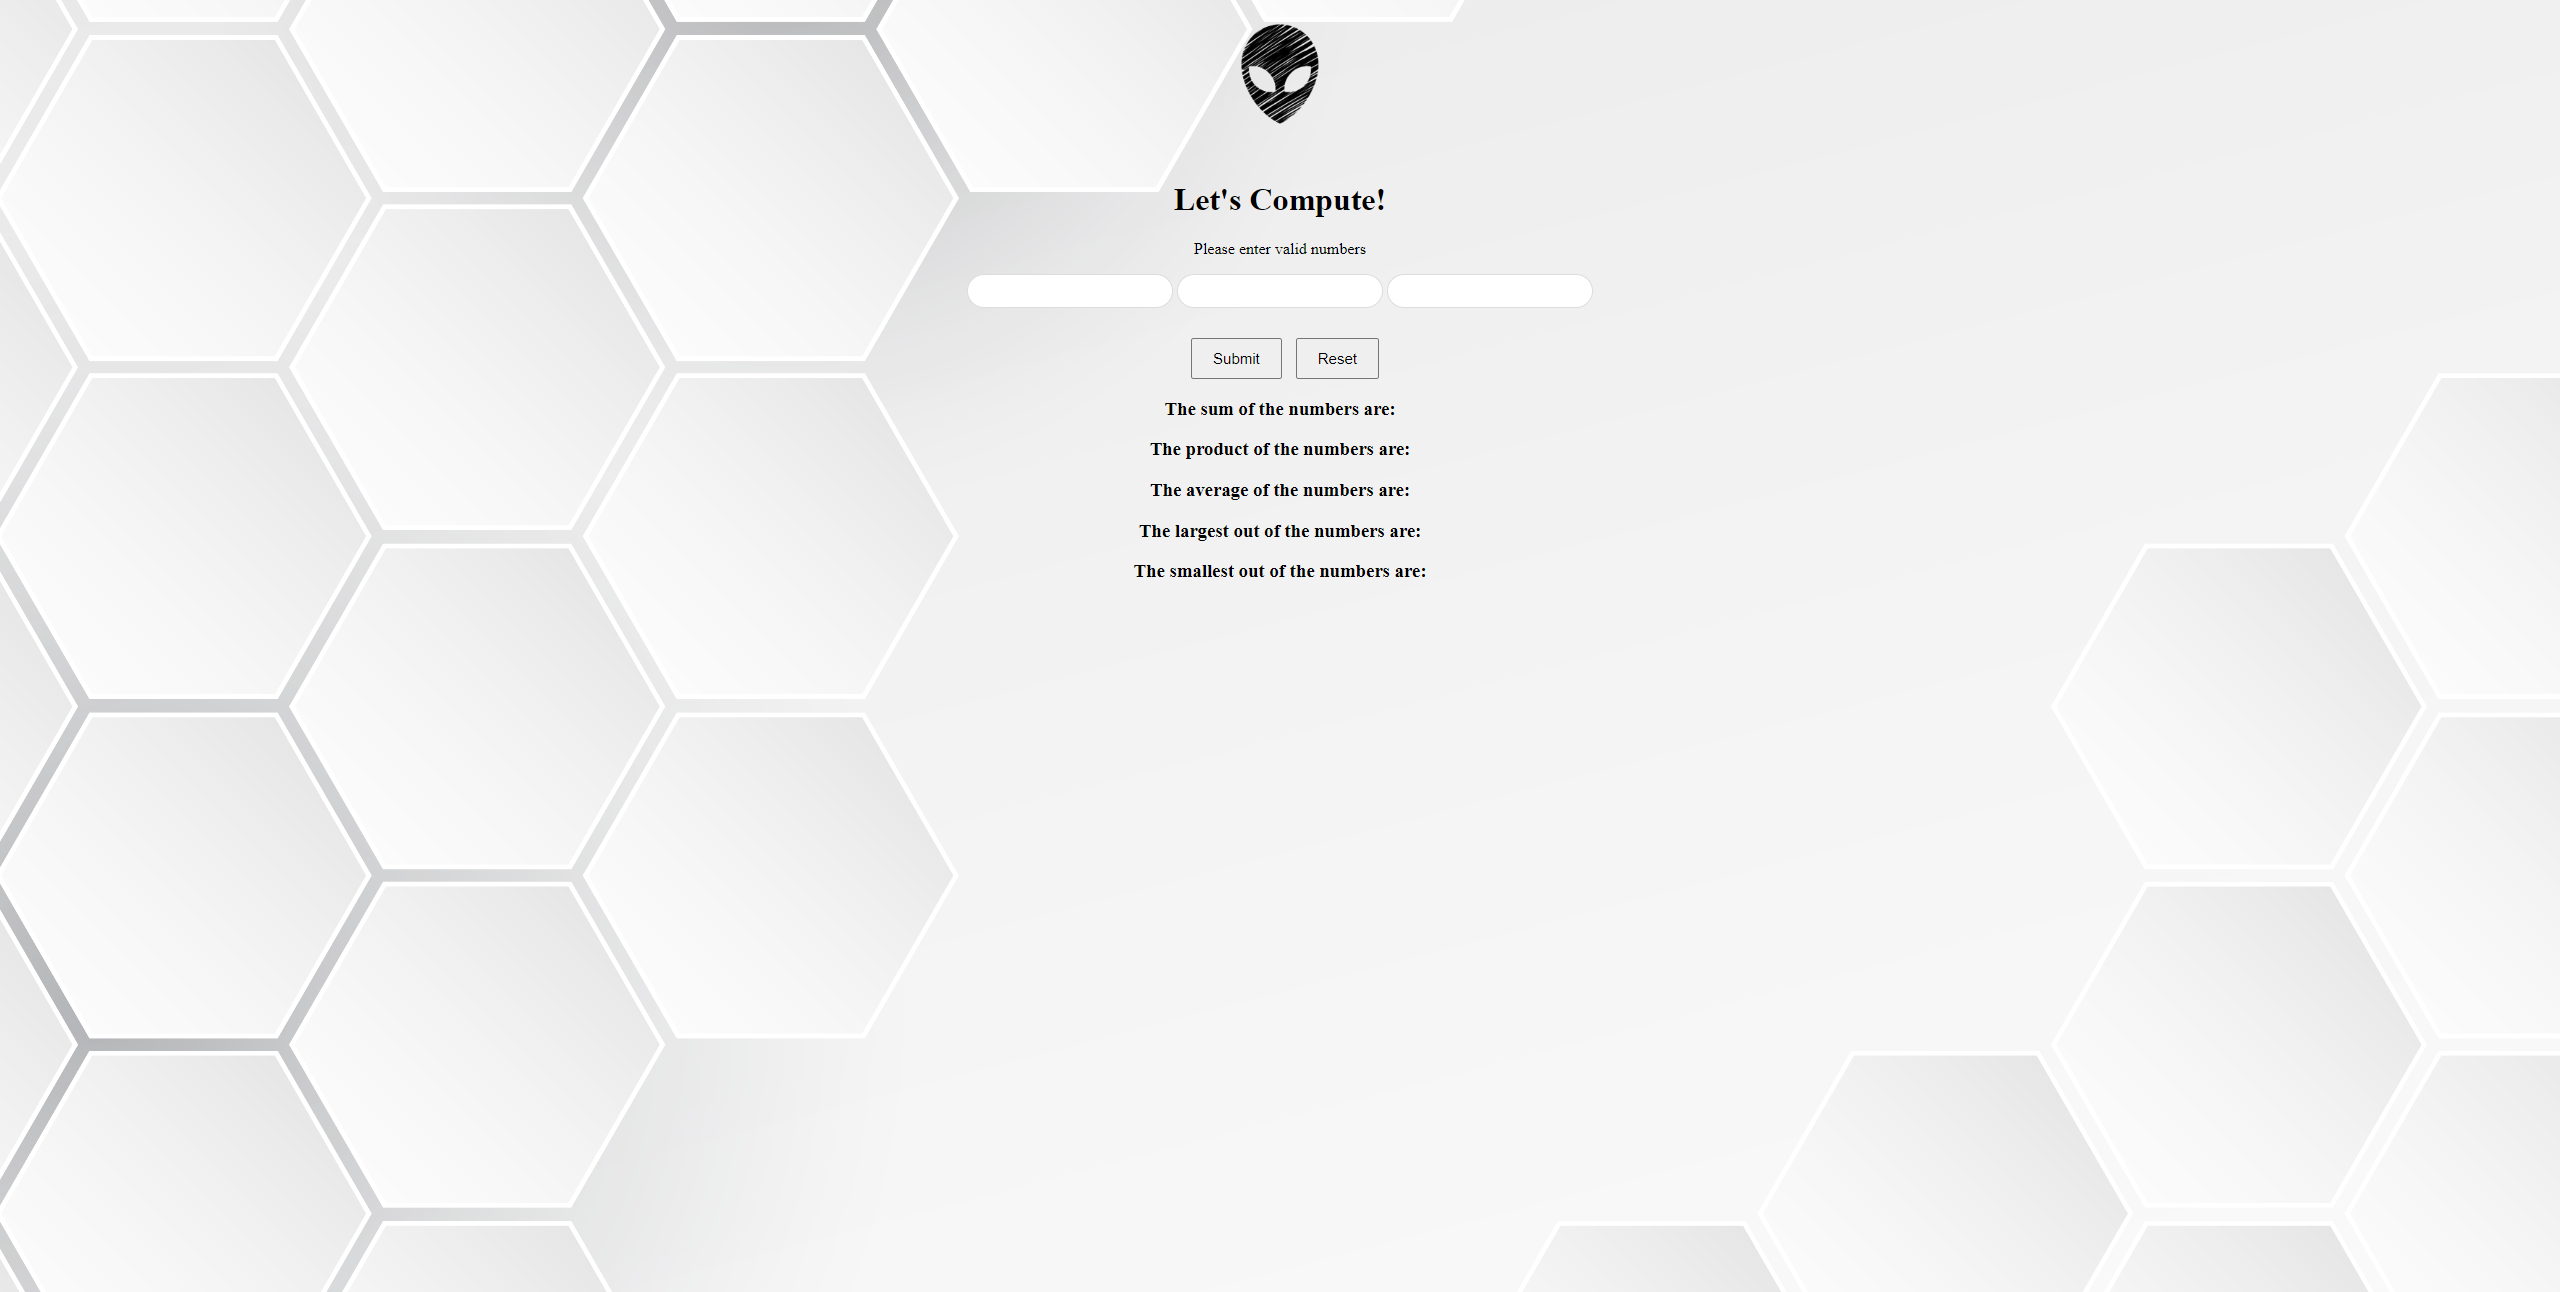 Let's Compute!
Please enter valid numbers
Submit Reset
The sum of the numbers are:
The product of the numbers are:
The average of the numbers are:
The largest out of the numbers are:
The smallest out of the numbers are: